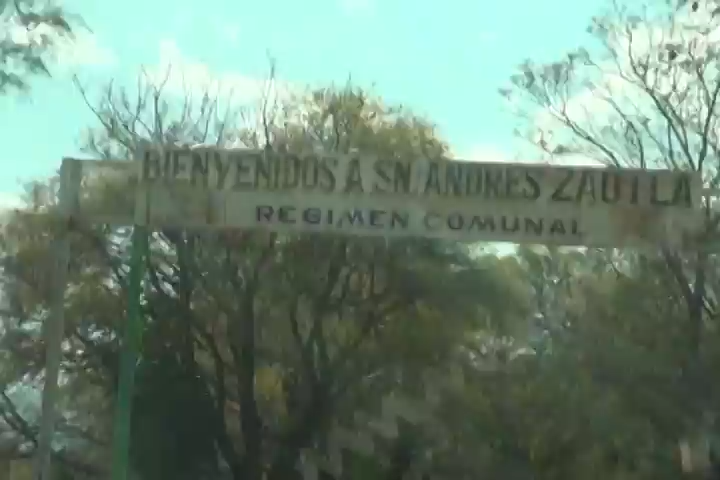 BIENVENIDOS A SN. ANDRES ZAUTLA
REGIMEN COMUNAL